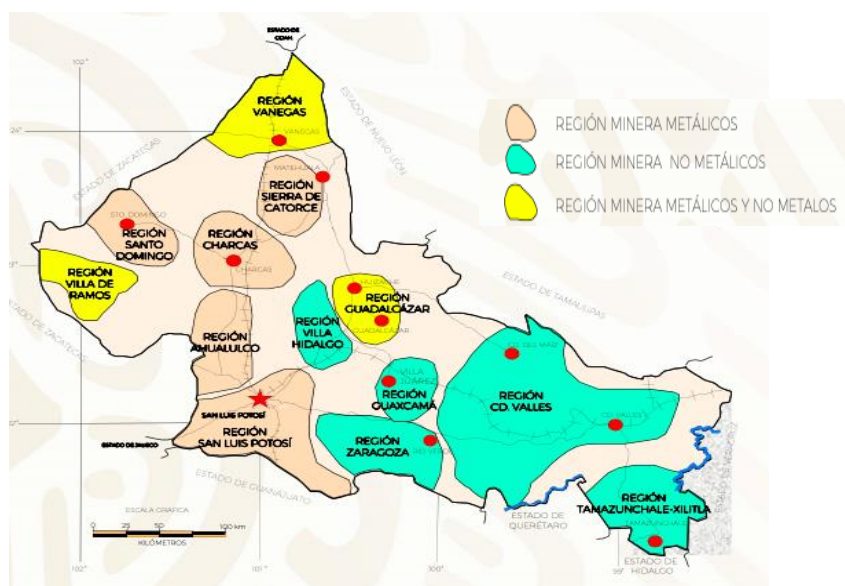 ESTADO DE
COAH.
102°
REGIÓN
VANEGAS
VANEGAS
24°
ESTADO DE NUEVO LEÓN
ESTADO DE ZACATECAS
MATEHUALA
REGIÓN
SIERRA DE
CATORCE
REGIÓN MINERA METÁLICOS
REGIÓN MINERA NO METÁLICOS
REGIÓN MINERA METÁLICOS Y NO METALOS
STO. DOMINGO
REGIÓN
SANTO
DOMINGO
REGIÓN
CHARCAS
CHARCAS
REGIÓN
VILLA DE
RAMOS
ESTADO DE ZACATECAS
ESTADO DE TAMAULIPAS
REGIÓN
GUADALCÁZAR
GUADALCÁZAR
REGIÓN
VILLA
HIDALGO
REGIÓN
AHUALULCO
CD. DEL MAÍZ
VILLA
JUÁREZ
REGIÓN
GUAXCAMÁ
REGIÓN
CD. VALLES
CD. VALLES
SAN LUIS POTOSÍ
REGIÓN
SAN LUIS POTOSÍ
ESTADO DE JALISCO
REGIÓN
ZARAGOZA
RIO VERDE
ESTADO DE GUANAJUATO
REGIÓN
TAMAZUNCHALE-XILITLA
TAMAZUNCHALE
ESTADO DE
QUERÉTARO
ESTADO DE
HIDALGO
ESCALA GRAFICA
0 25 50 100 km
KILÓMETROS
102° 101° 100° 99°